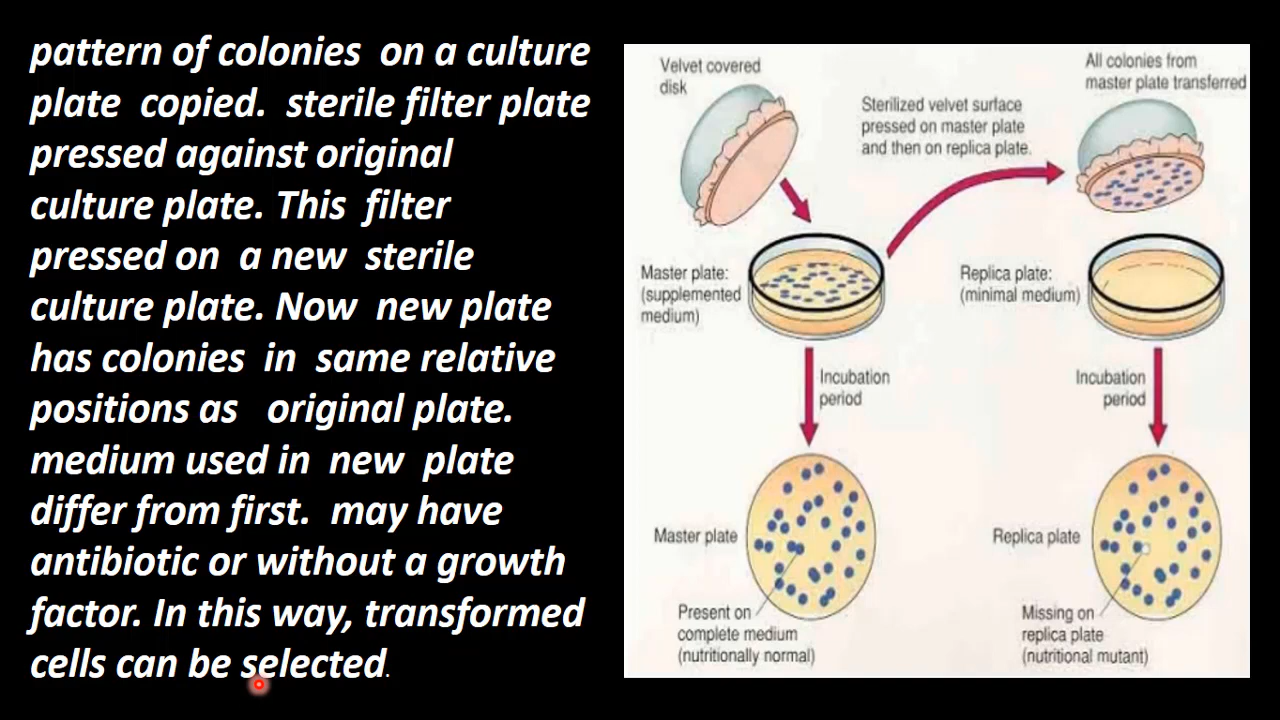 pattern of colonies on a culture
plate copied. sterile filter plate
pressed against original
culture plate. This filter
pressed on a new sterile
culture plate. Now new plate
has colonies in same relative
positions as original plate.
medium used in new plate
differ from first. may have
antibiotic or without a growth
factor. In this way, transformed
cells can be selected.
Velvet covered
disk
Sterilized velvet surface
pressed on master plate
and then on replica plate.
All colonies from
master plate transferred
Master plate:
(supplemented
medium)
Replica plate:
(minimal medium)
Incubation
period
Incubation
period
Master plate
Replica plate
Present on
complete medium
(nutritionally normal)
Missing on
replica plate
(nutritional mutant)